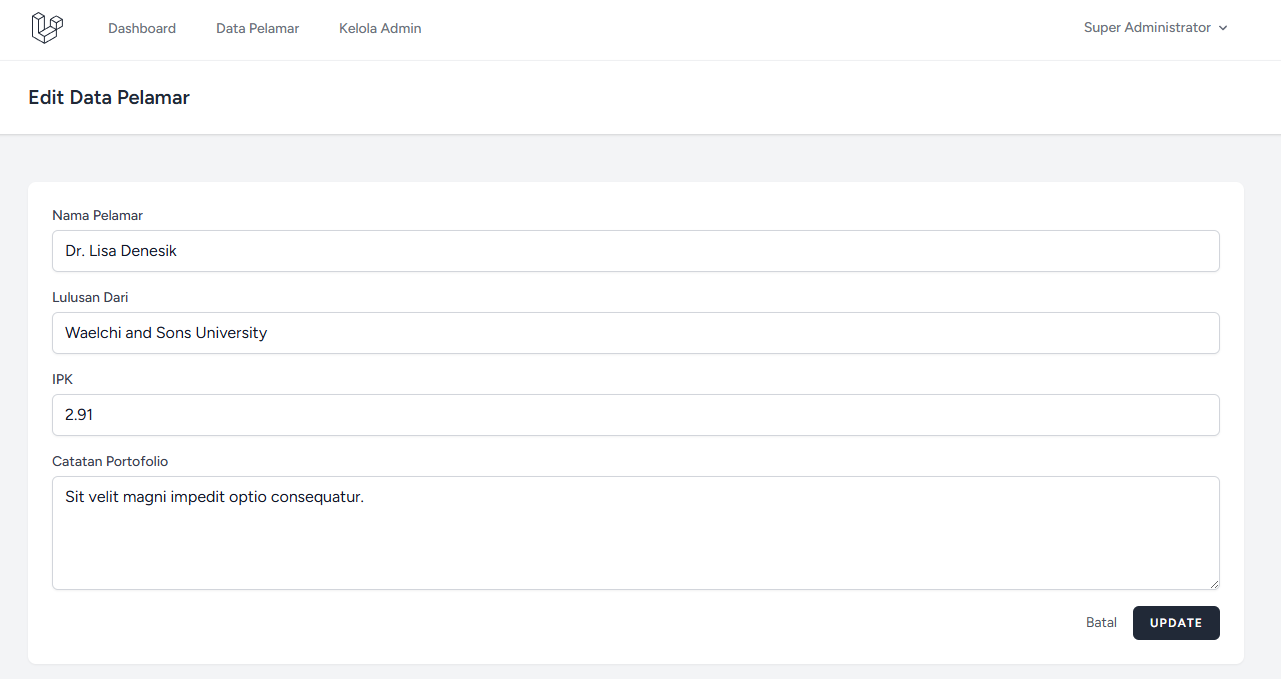 Dashboard Data Pelamar Kelola Admin Super Administrator
Edit Data Pelamar
Nama Pelamar
Dr. Lisa Denesik
Lulusan Dari
Waelchi and Sons University
IPK
2.91
Catatan Portofolio
Sit velit magni impedit optio consequatur.
Batal UPDATE